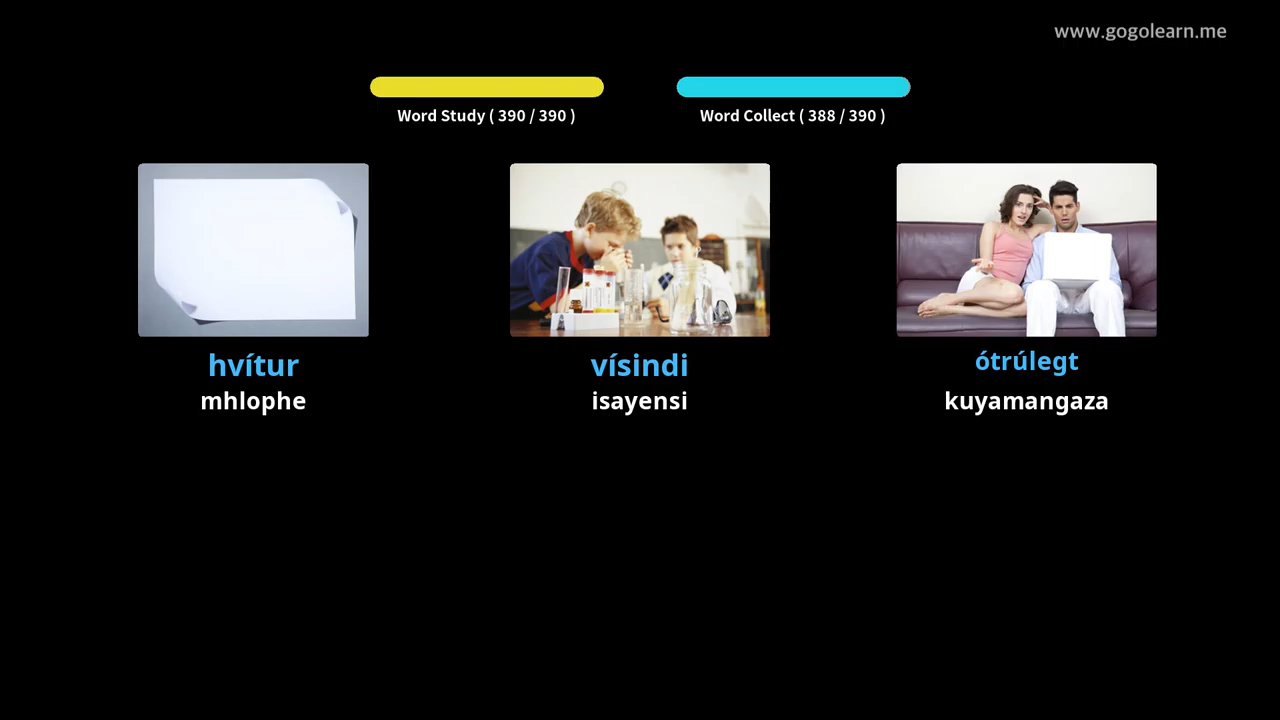 www.gogolearn.me
Word Study ( 390 / 390 )
Word Collect ( 388 / 390 )
hvítur
mhlophe
vísindi
isayensi
ótrúlegt
kuyamangaza